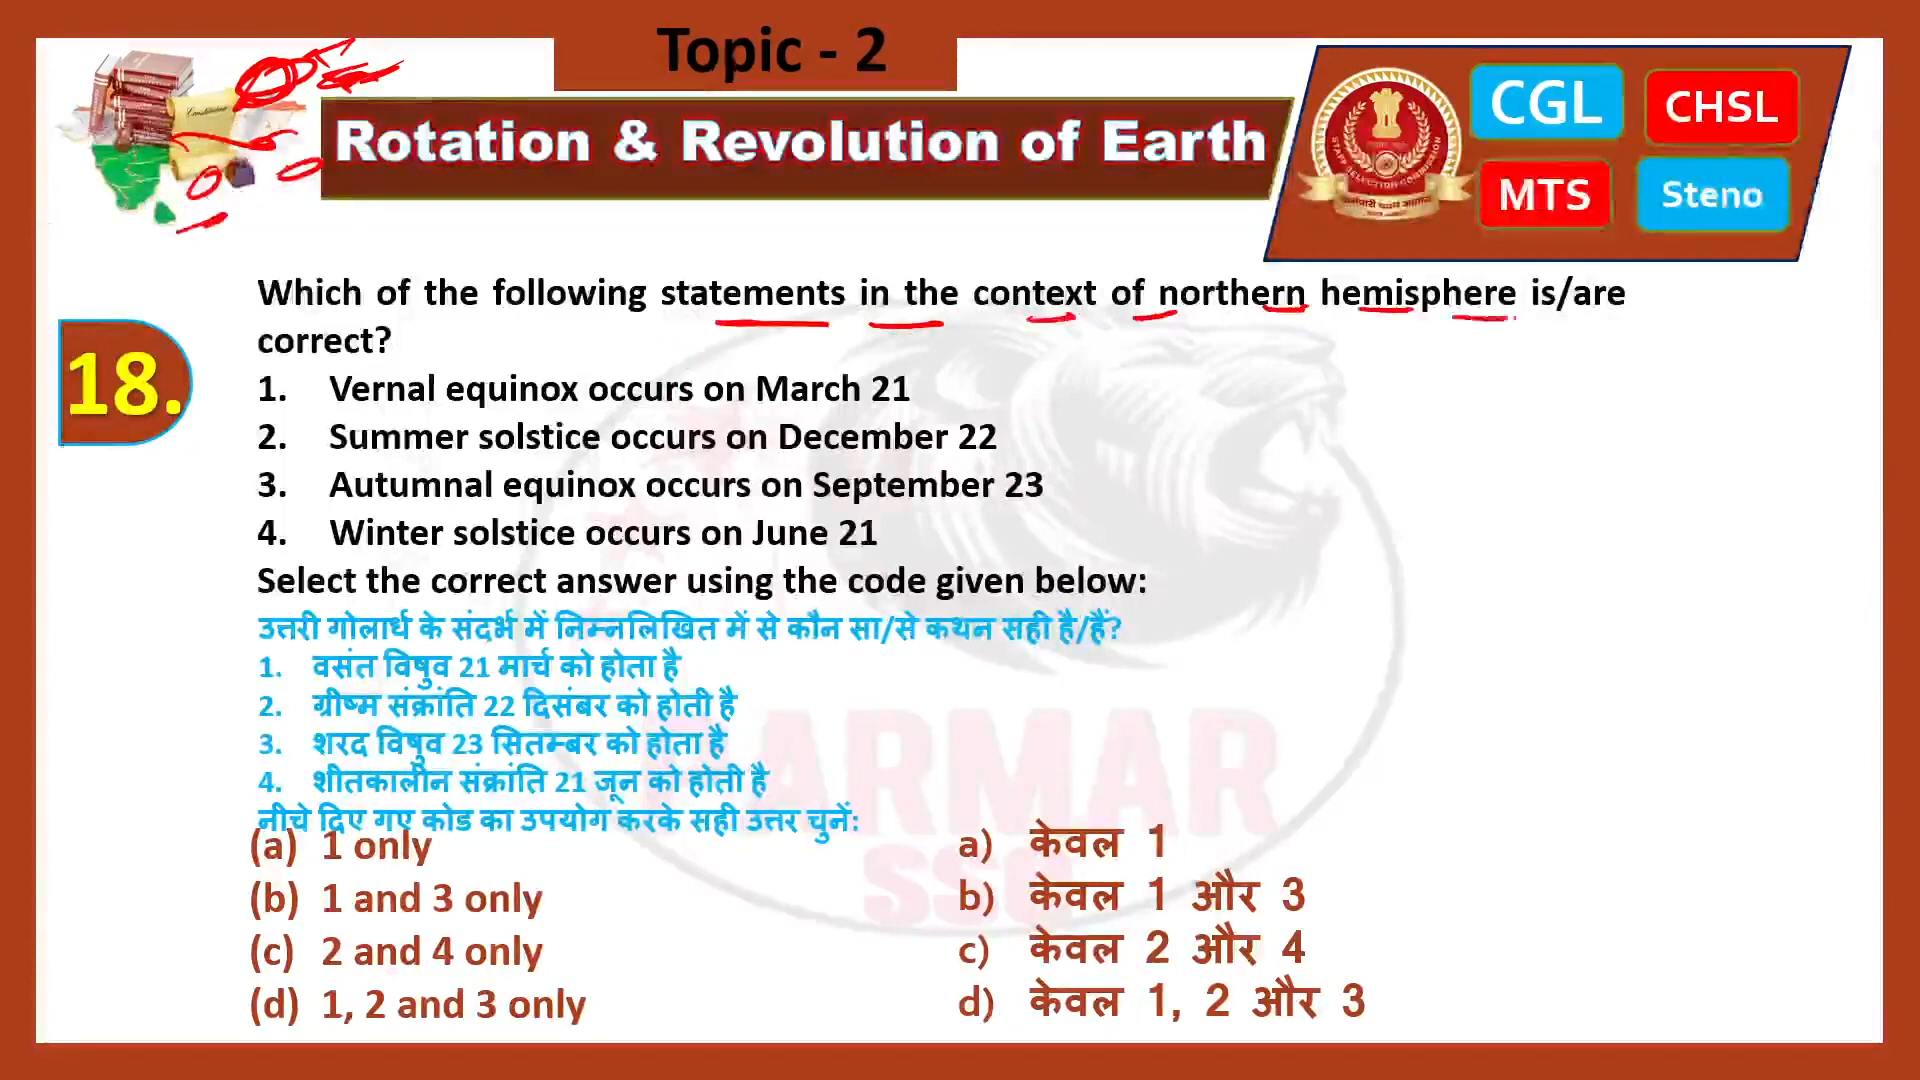 Topic - 2
Rotation & Revolution of Earth
CGL
CHSL
MTS
Steno
18.
Which of the following statements in the context of northern hemisphere is/are
correct?
1. Vernal equinox occurs on March 21
2. Summer solstice occurs on December 22
3. Autumnal equinox occurs on September 23
4. Winter solstice occurs on June 21
Select the correct answer using the code given below:
उत्तरी गोलार्ध के संदर्भ में निम्नलिखित में से कौन सा/से कथन सही है/हैं?
1. वसंत विषुव 21 मार्च को होता है
2. ग्रीष्म संक्रांति 22 दिसंबर को होती है
3. शरद विषुव 23 सितम्बर को होता है
4. शीतकालीन संक्रांति 21 जून को होती है
नीचे दिए गए कोड का उपयोग करके सही उत्तर चुनें:
(a) 1 only
(b) 1 and 3 only
(c) 2 and 4 only
(d) 1, 2 and 3 only
a) केवल 1
b) केवल 1 और 3
c) केवल 2 और 4
d) केवल 1, 2 और 3
PARMAR
SSC